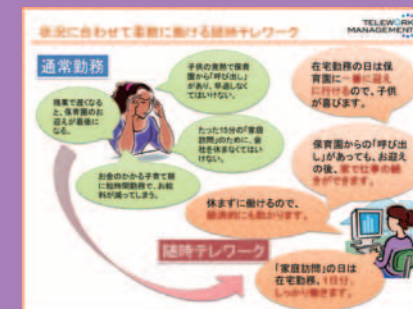 状況に合わせて柔軟に働ける随時テレワーク
TELEWORK
MANAGEMENT
通常勤務
子供の発熱で保育
園から「呼び出し」
があり、早退しなく
てはいけない。
残業で遅くなる
と、保育園のお
迎えが最後に
なる。
たった15分の「家庭
訪問」のために、会
社を休まなくてはい
けない。
お金のかかる子育て期
に短時間勤務で、お給
料が減ってしまう。
在宅勤務の日は保
育園に一番に迎え
に行けるので、子供
が喜びます。
保育園からの「呼び出
し」があっても、お迎え
の後、家で仕事の続
きができます。
休まずに働けるので、
経済的にも助かります。
随時テレワーク
「家庭訪問」の日は
在宅勤務。1日分、
しっかり働きます。